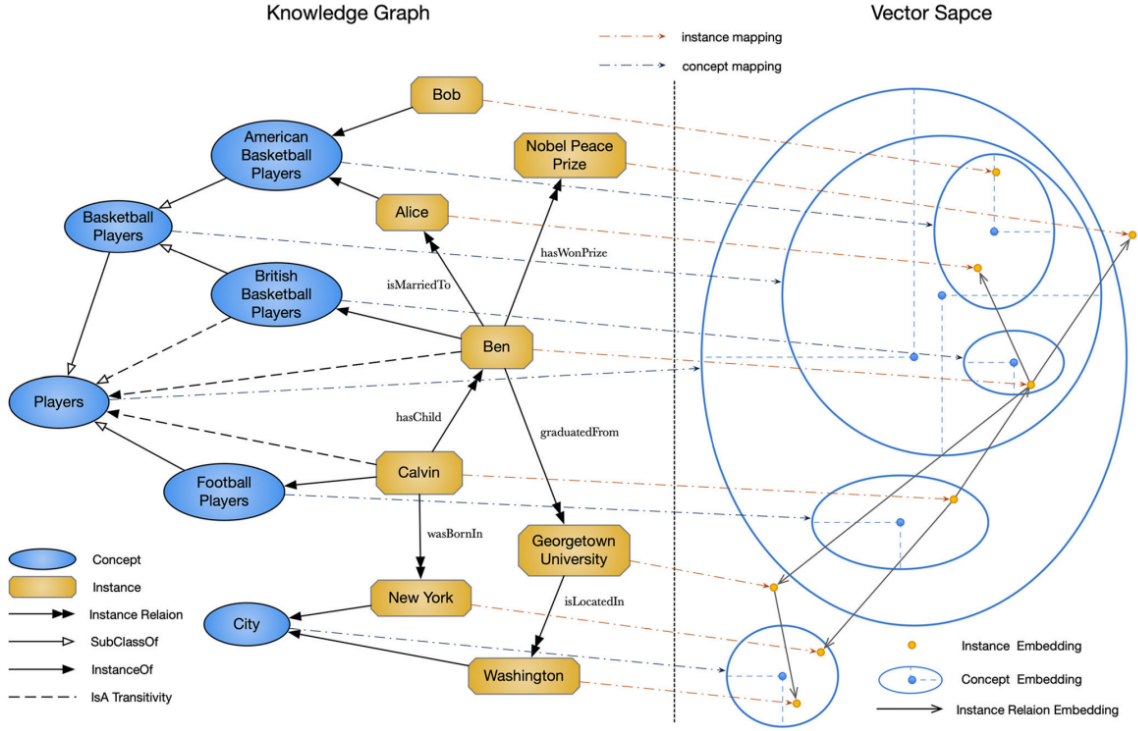 Knowledge Graph
Vector Sapce
instance mapping
concept mapping
Bob
American
Basketball
Players
Nobel Peace
Prize
Alice
Basketball
Players
hasWonPrize
British
Basketball
Players
isMarriedTo
Ben
Players
hasChild
graduatedFrom
Calvin
Football
Players
wasBornIn
Georgetown
University
Concept
Instance
New York
isLocatedIn
Instance Relaion
City
SubClassOf
Washington
InstanceOf
IsA Transitivity
Instance Embedding
Concept Embedding
Instance Relaion Embedding